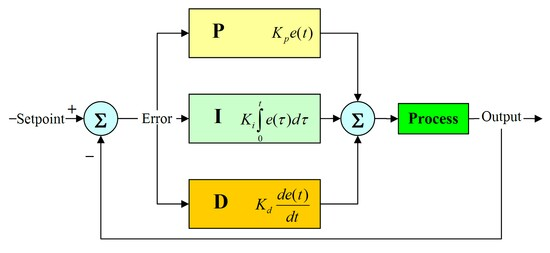 P K_p e(t)
–Setpoint + Σ Error I K_i ∫_0^t e(τ)dτ Σ Process Output
−
D K_d de(t)/dt